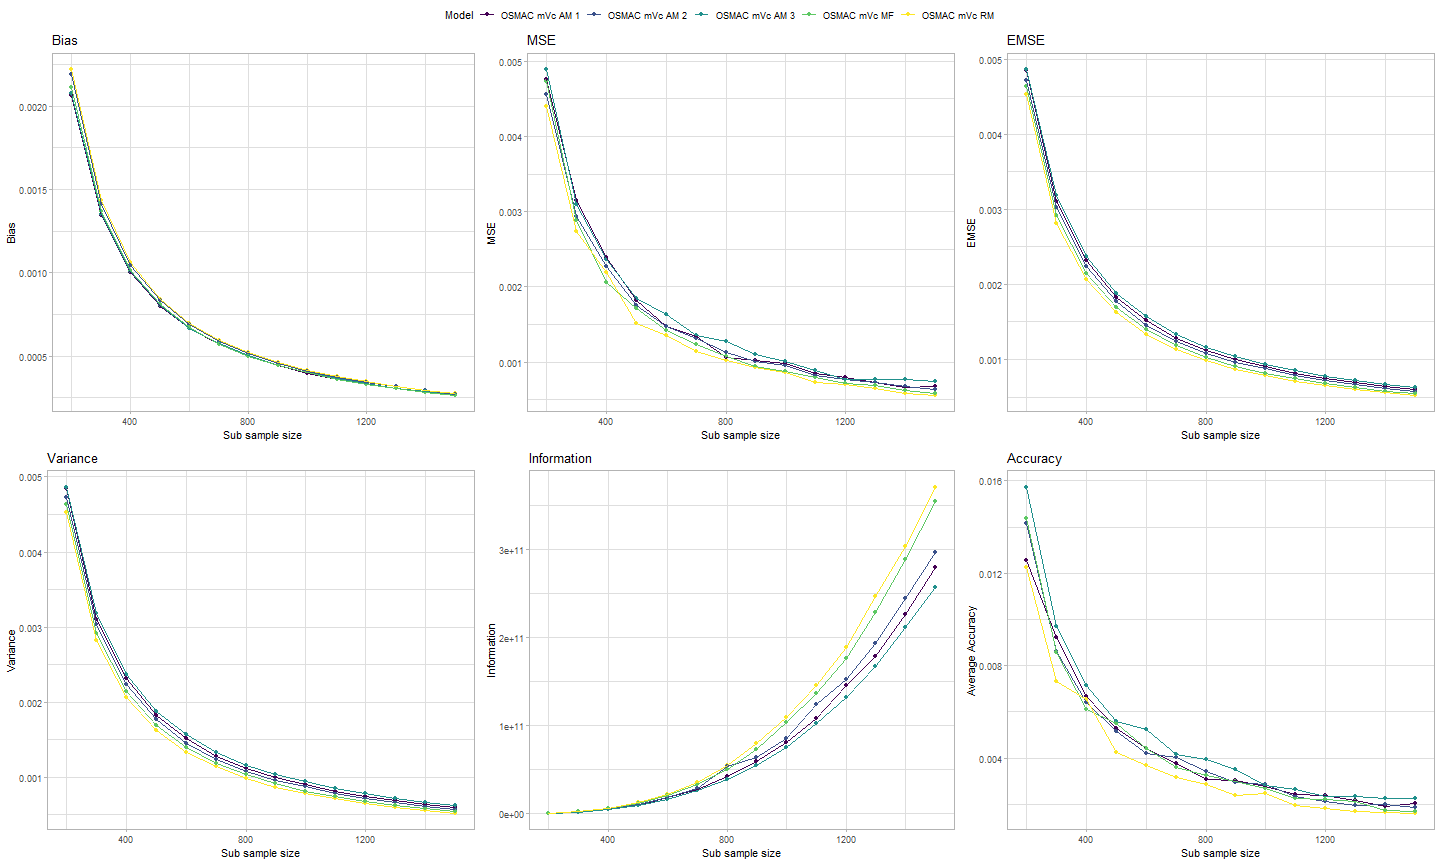 Model OSMAC mVc AM 1 OSMAC mVc AM 2 OSMAC mVc AM 3 OSMAC mVc MF OSMAC mVc RM
Bias
0.0020
0.0015
0.0010
0.0005
Bias
400 800 1200
Sub sample size
MSE
0.005
0.004
0.003
0.002
0.001
MSE
400 800 1200
Sub sample size
EMSE
0.005
0.004
0.003
0.002
0.001
EMSE
400 800 1200
Sub sample size
Variance
0.005
0.004
0.003
0.002
0.001
Variance
400 800 1200
Sub sample size
Information
3e+11
2e+11
1e+11
0e+00
Information
400 800 1200
Sub sample size
Accuracy
0.016
0.012
0.008
0.004
Average Accuracy
400 800 1200
Sub sample size